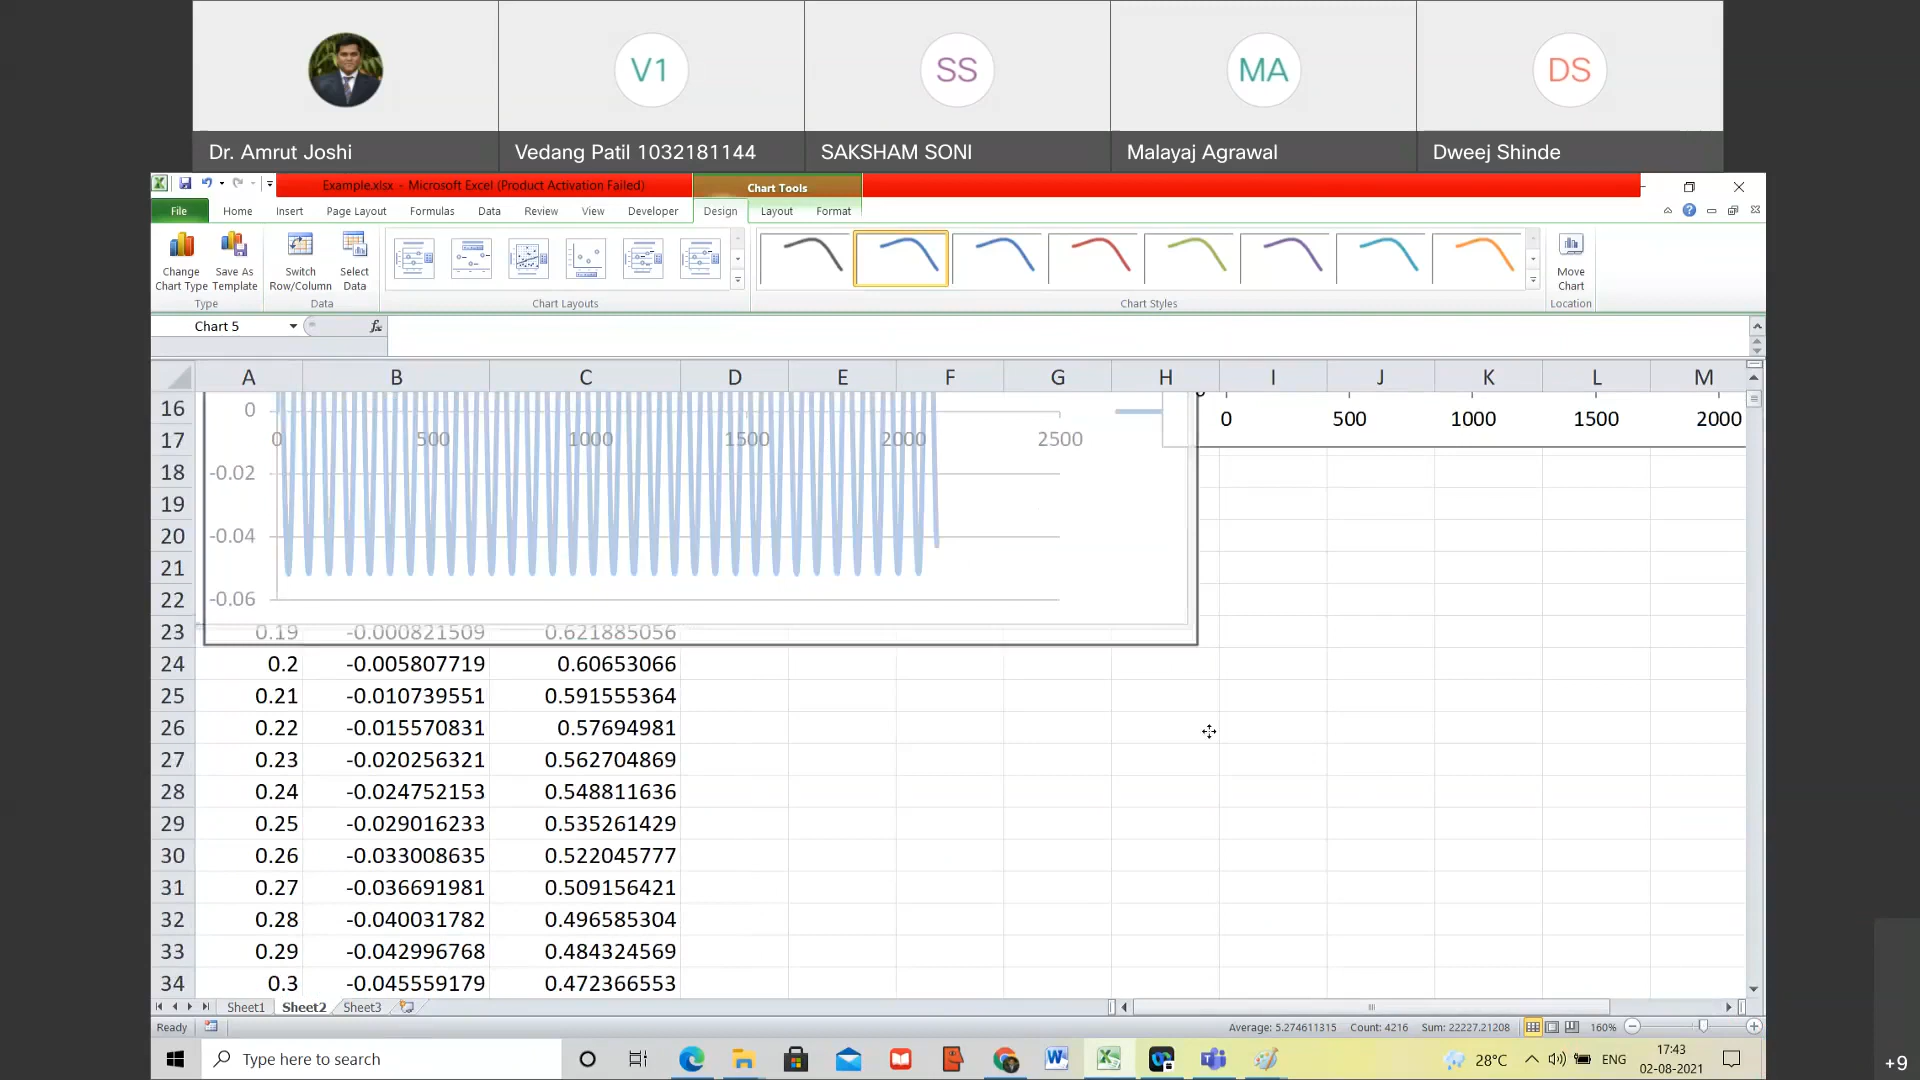 V1
SS
MA
DS
Dr. Amrut Joshi
Vedang Patil 1032181144
SAKSHAM SONI
Malayaj Agrawal
Dweej Shinde
Example.xlsx - Microsoft Excel (Product Activation Failed)
Chart Tools
File Home Insert Page Layout Formulas Data Review View Developer Design Layout Format
Change Chart Type
Save As Template
Switch Row/Column
Select Data
Move Chart
Type Data Chart Layouts Chart Styles Location
Chart 5
fx
A B C D E F G H I J K L M
16 0
0 500 1000 1500 2000 2500
0 500 1000 1500 2000
17
18 -0.02
19
20 -0.04
21
22 -0.06
23 0.19 -0.000821509 0.621885056
24 0.2 -0.005807719 0.60653066
25 0.21 -0.010739551 0.591555364
26 0.22 -0.015570831 0.57694981
27 0.23 -0.020256321 0.562704869
28 0.24 -0.024752153 0.548811636
29 0.25 -0.029016233 0.535261429
30 0.26 -0.033008635 0.522045777
31 0.27 -0.036691981 0.509156421
32 0.28 -0.040031782 0.496585304
33 0.29 -0.042996768 0.484324569
34 0.3 -0.045559179 0.472366553
Sheet1 Sheet2 Sheet3
Ready Average: 5.274611315 Count: 4216 Sum: 22227.21208 160%
Type here to search
28°C ENG 17:43
02-08-2021
+9